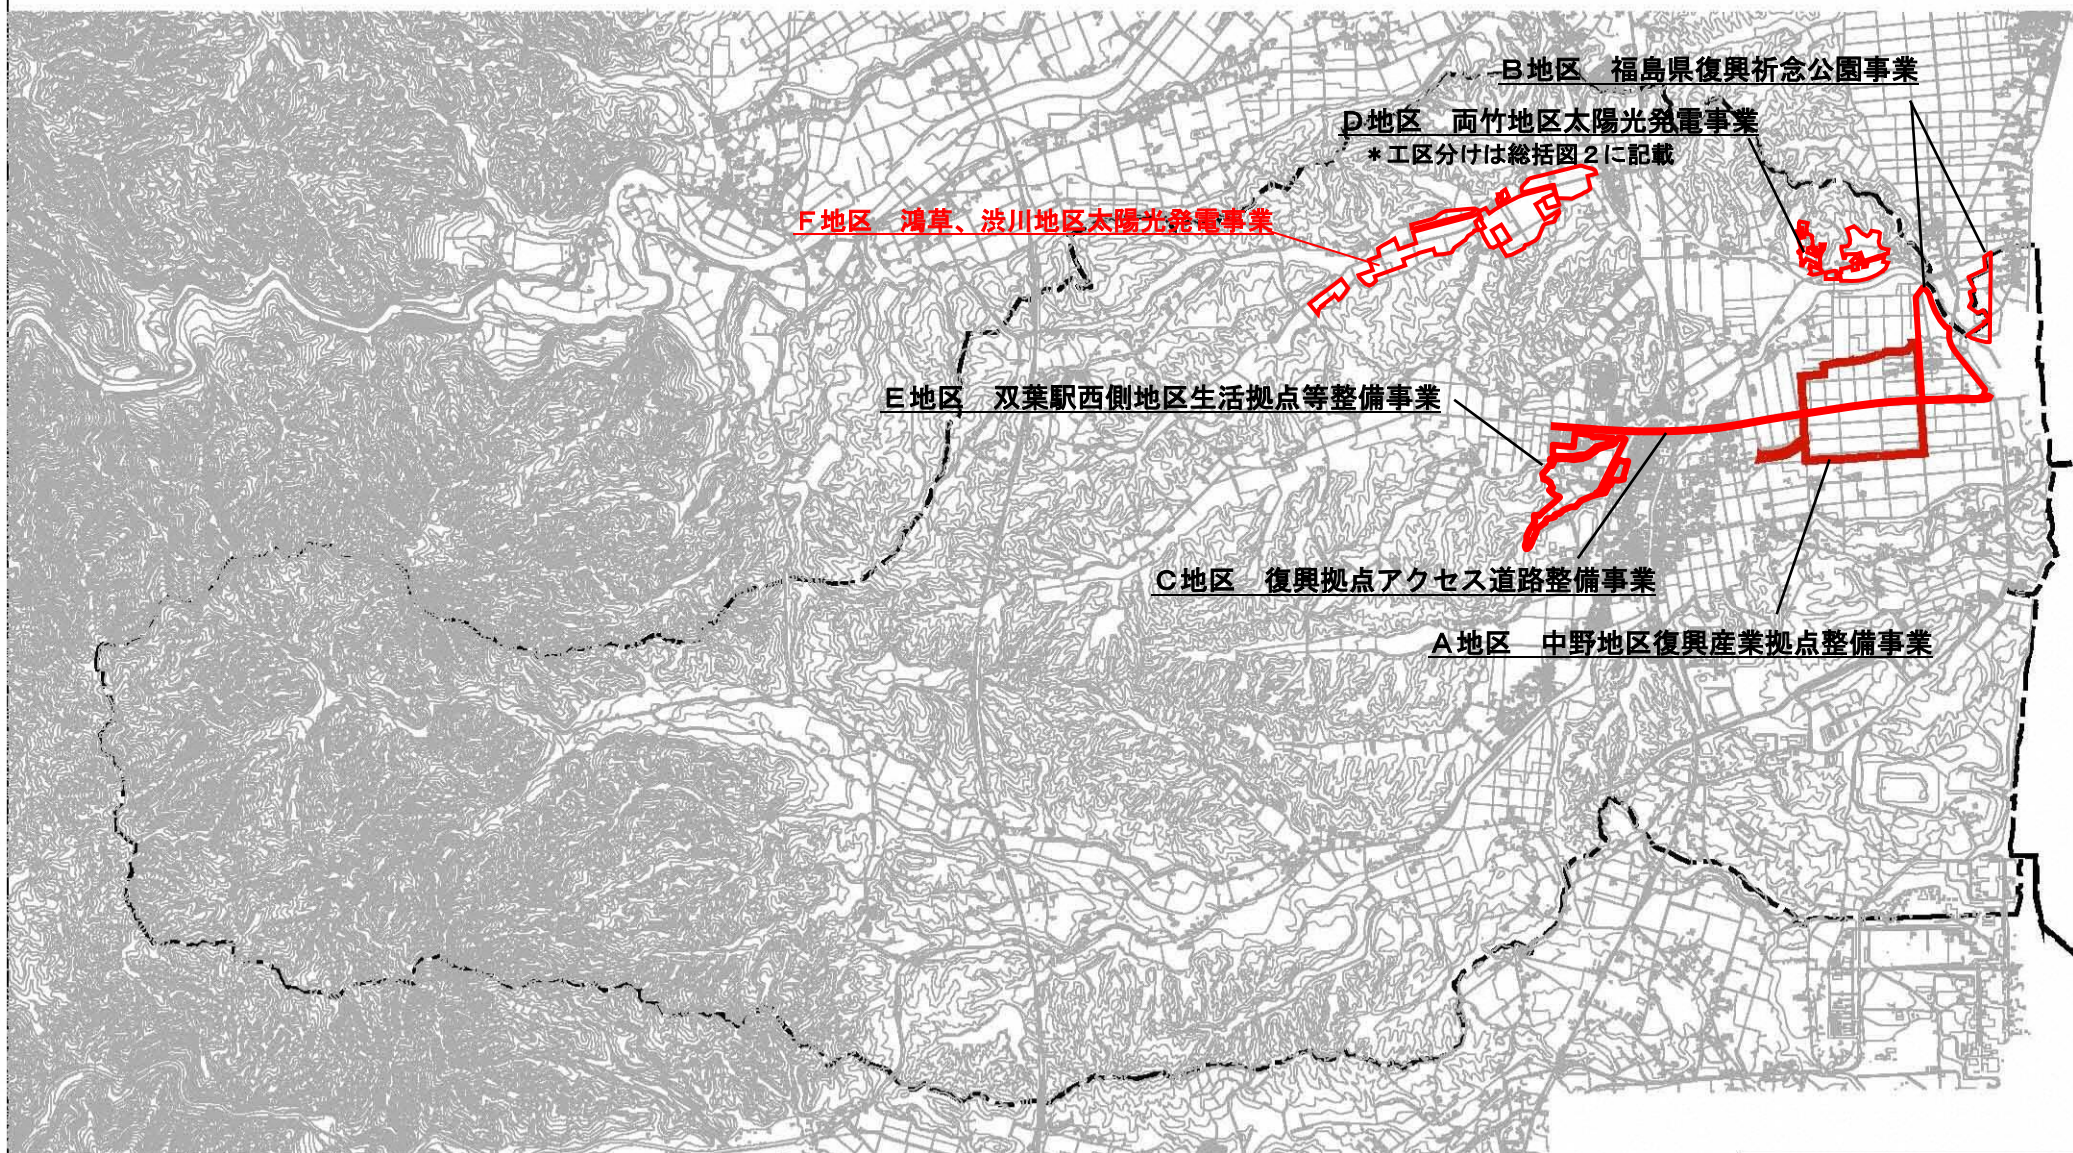 B地区　福島県復興祈念公園事業
D地区　両竹地区太陽光発電事業
＊工区分けは総括図２に記載
F地区　鴻草、渋川地区太陽光発電事業
E地区　双葉駅西側地区生活拠点等整備事業
C地区　復興拠点アクセス道路整備事業
A地区　中野地区復興産業拠点整備事業